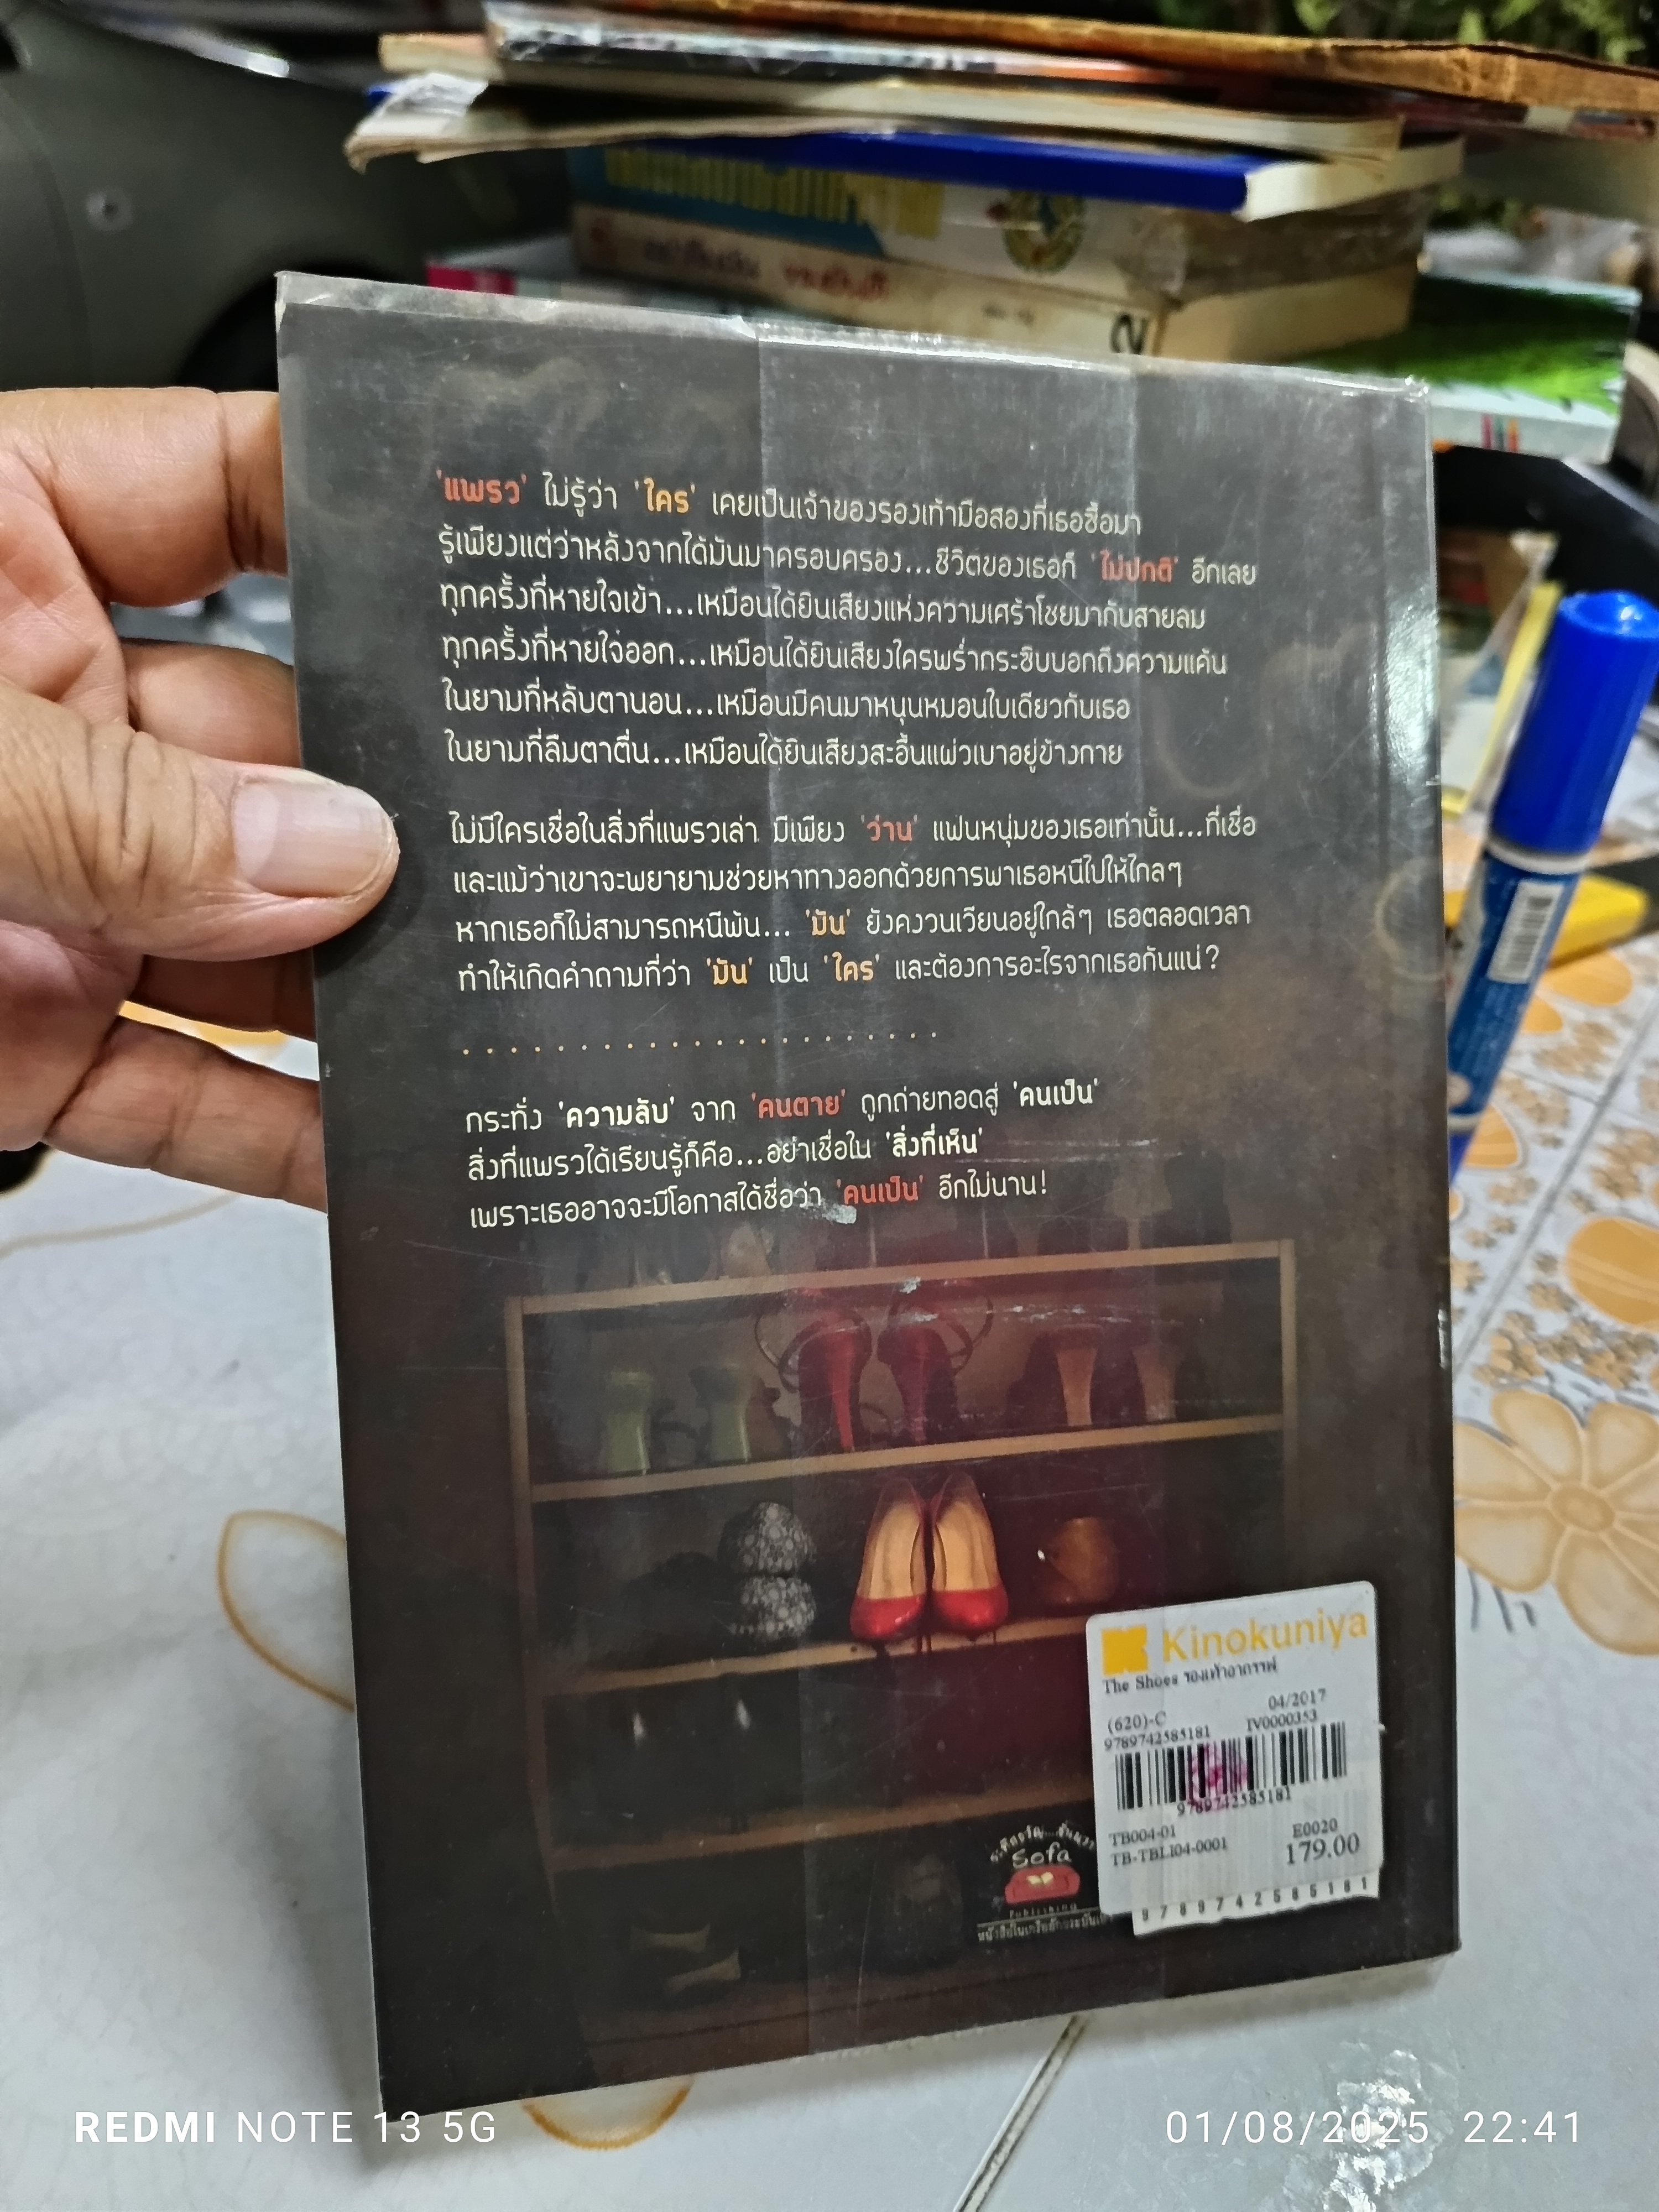 'แพรว' ไม่รู้ว่า 'ใคร' เคยเป็นเจ้าของรองเท้ามือสองที่เธอซื้อมา
รู้เพียงแต่ว่าหลังจากได้มันมาครอบครอง...ชีวิตของเธอก็ 'ไม่ปกติ' อีกเลย
ทุกครั้งที่หายใจเข้า...เหมือนได้ยินเสียงแห่งความเศร้าโชยมากับสายลม
ทุกครั้งที่หายใจออก...เหมือนได้ยินเสียงใครพร่ำกระซิบบอกถึงความแค้น
ในยามที่หลับตานอน...เหมือนมีคนมาหนุนหมอนใบเดียวกับเธอ
ในยามที่ลืมตาตื่น...เหมือนได้ยินเสียงสะอื้นแผ่วเบาอยู่ข้างกาย
ไม่มีใครเชื่อในสิ่งที่แพรวเล่า มีเพียง 'ว่าน' แฟนหนุ่มของเธอเท่านั้น...ที่เชื่อ
และแม้ว่าเขาจะพยายามช่วยหาทางออกด้วยการพาเธอหนีไปให้ไกลๆ
หากเธอก็ไม่สามารถหนีพ้น... 'มัน' ยังคงวนเวียนอยู่ใกล้ๆ เธอตลอดเวลา
ทำให้เกิดคำถามที่ว่า 'มัน' เป็น 'ใคร' และต้องการอะไรจากเธอกันแน่?
. . . . . . . . . . . . . . . . . . . . .
กระทั่ง 'ความลับ' จาก 'คนตาย' ถูกถ่ายทอดสู่ 'คนเป็น'
สิ่งที่แพรวได้เรียนรู้ก็คือ...อย่าเชื่อใน 'สิ่งที่เห็น'
เพราะเธออาจจะมีโอกาสได้ชื่อว่า 'คนเป็น' อีกไม่นาน!
Kinokuniya
The Shoes รองเท้าอาถรรพ์
04/2017
(620)-C IV0000353
9789742585181
9789742585181
TB004-01 E0020
TB-TBLI04-0001 179.00
9 7 8 9 7 4 2 5 8 5 1 8 1
Sofa
Publishing
2
REDMI NOTE 13 5G
01/08/2025 22:41